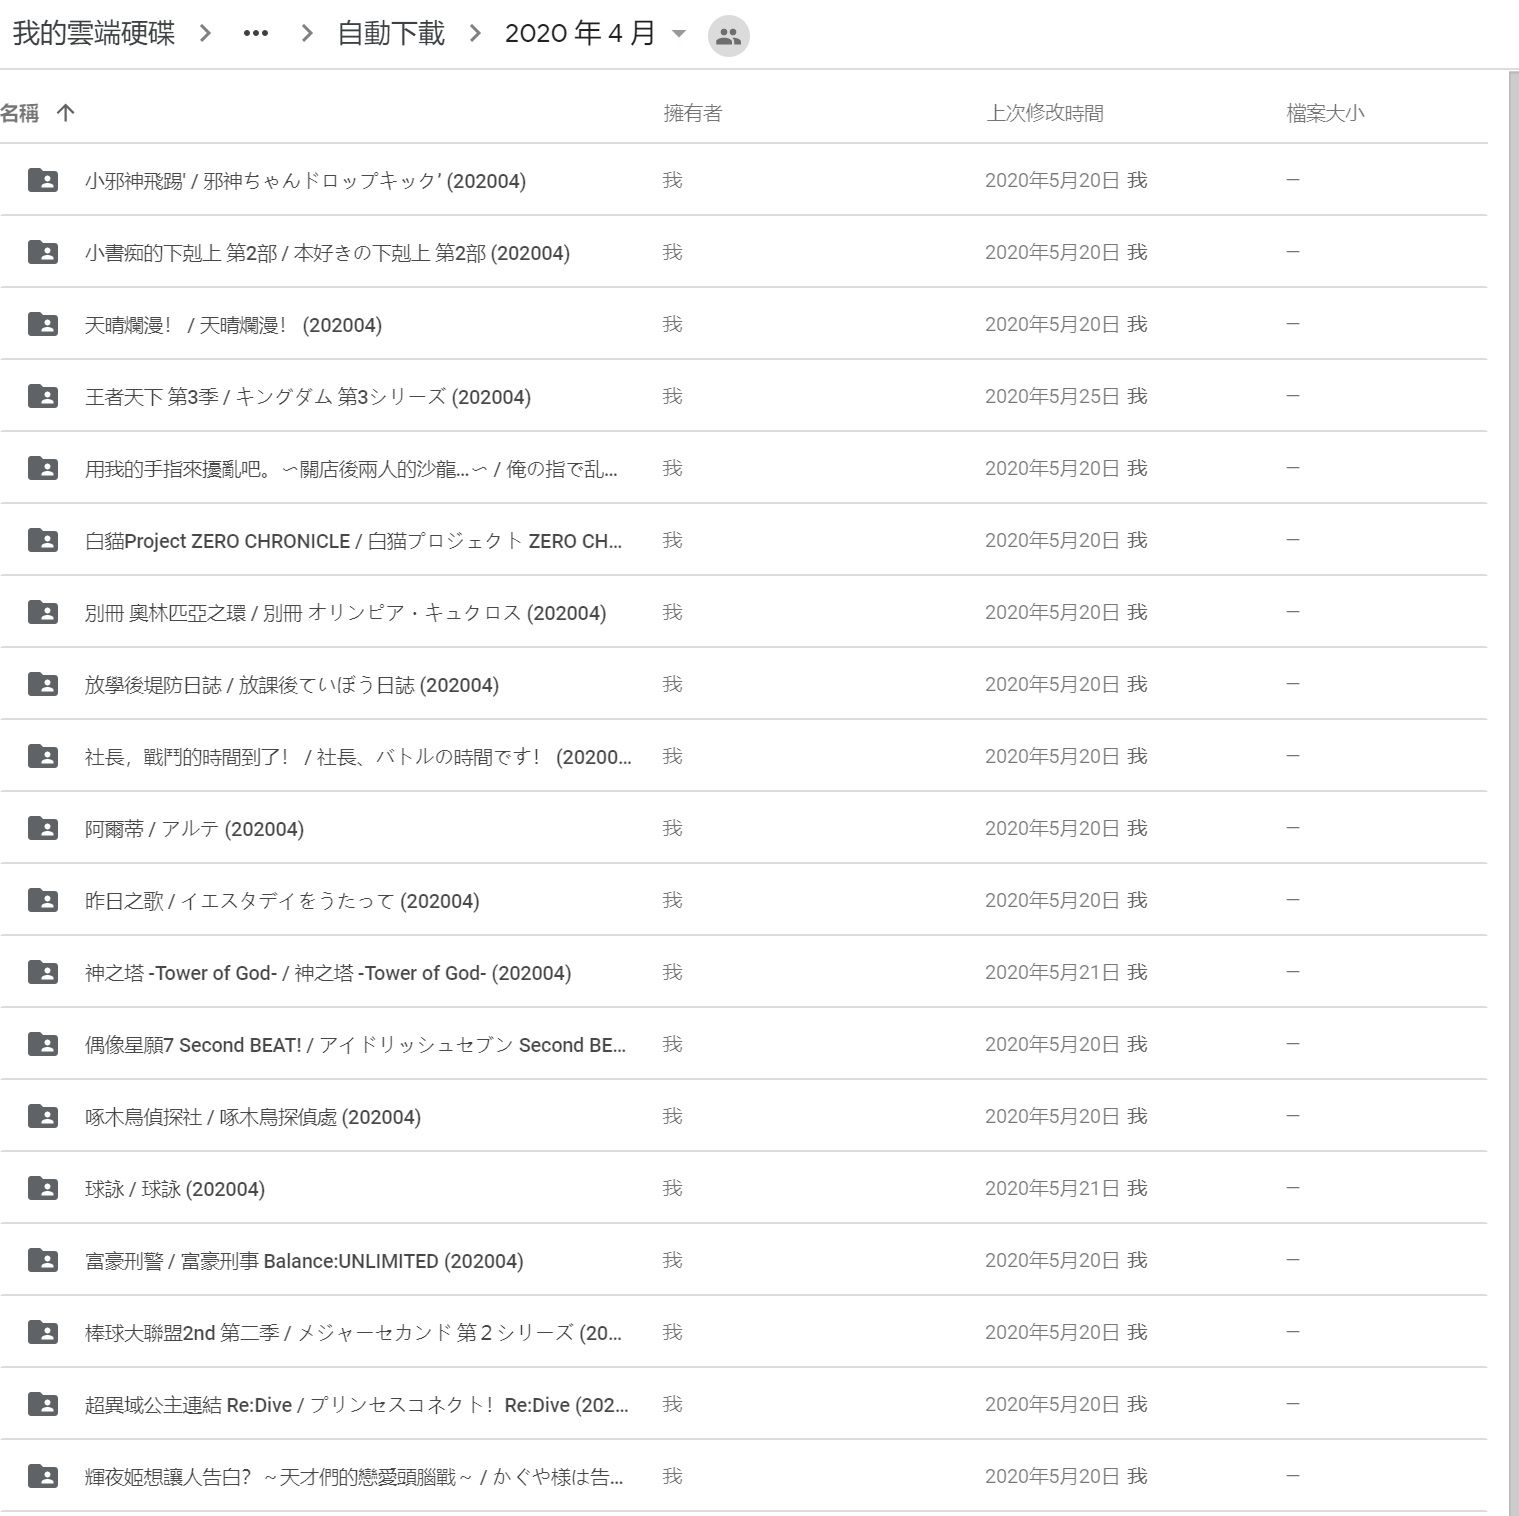 我的雲端硬碟 > ••• > 自動下載 > 2020 年 4 月
名稱 ↑ 擁有者 上次修改時間 檔案大小
小邪神飛踢' / 邪神ちゃんドロップキック’ (202004) 我 2020年5月20日 我 —
小書痴的下剋上 第2部 / 本好きの下剋上 第2部 (202004) 我 2020年5月20日 我 —
天晴爛漫！ / 天晴爛漫！ (202004) 我 2020年5月20日 我 —
王者天下 第3季 / キングダム 第3シリーズ (202004) 我 2020年5月25日 我 —
用我的手指來擾亂吧。～關店後兩人的沙龍…～ / 俺の指で乱... 我 2020年5月20日 我 —
白貓Project ZERO CHRONICLE / 白猫プロジェクト ZERO CH... 我 2020年5月20日 我 —
別冊 奧林匹亞之環 / 別冊 オリンピア・キュクロス (202004) 我 2020年5月20日 我 —
放學後堤防日誌 / 放課後ていぼう日誌 (202004) 我 2020年5月20日 我 —
社長，戰鬥的時間到了！ / 社長、バトルの時間です！ (20200... 我 2020年5月20日 我 —
阿爾蒂 / アルテ (202004) 我 2020年5月20日 我 —
昨日之歌 / イエスタデイをうたって (202004) 我 2020年5月20日 我 —
神之塔 -Tower of God- / 神之塔 -Tower of God- (202004) 我 2020年5月21日 我 —
偶像星願7 Second BEAT! / アイドリッシュセブン Second BE... 我 2020年5月20日 我 —
啄木鳥偵探社 / 啄木鳥探偵處 (202004) 我 2020年5月20日 我 —
球詠 / 球詠 (202004) 我 2020年5月21日 我 —
富豪刑警 / 富豪刑事 Balance:UNLIMITED (202004) 我 2020年5月20日 我 —
棒球大聯盟2nd 第二季 / メジャーセカンド 第２シリーズ (20... 我 2020年5月20日 我 —
超異域公主連結 Re:Dive / プリンセスコネクト！Re:Dive (202... 我 2020年5月20日 我 —
輝夜姬想讓人告白？～天才們的戀愛頭腦戰～ / かぐや様は告... 我 2020年5月20日 我 —